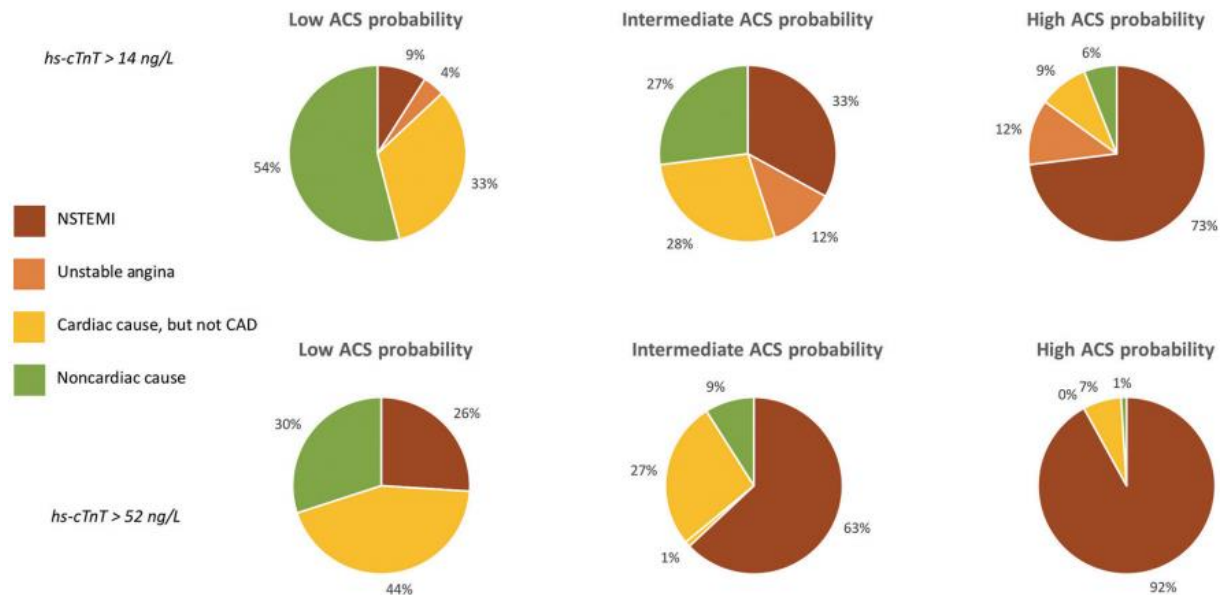 Low ACS probability
Intermediate ACS probability
High ACS probability
hs-cTnT > 14 ng/L
9%
4%
33%
54%
33%
12%
28%
27%
6%
9%
12%
73%
NSTEMI
Unstable angina
Cardiac cause, but not CAD
Noncardiac cause
Low ACS probability
Intermediate ACS probability
High ACS probability
hs-cTnT > 52 ng/L
26%
44%
30%
9%
27%
1%
63%
0%
7%
1%
92%